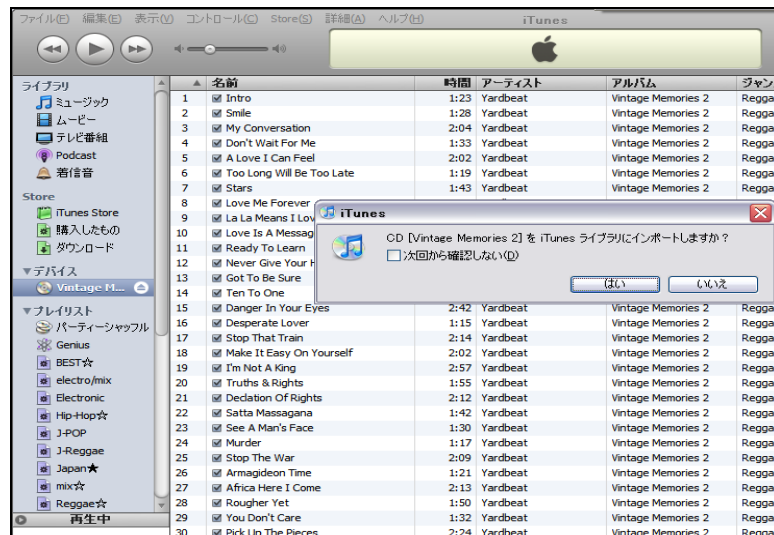 ファイル(F) 編集(E) 表示(V) コントロール(C) Store(S) 詳細(A) ヘルプ(H) iTunes
ライブラリ
ミュージック
ムービー
テレビ番組
Podcast
着信音
Store
iTunes Store
購入したもの
ダウンロード
デバイス
Vintage M...
プレイリスト
パーティーシャッフル
Genius
BEST☆
electro/mix
Electronic
Hip-Hop☆
J-POP
J-Reggae
Japan★
mix☆
Reggae☆
再生中
名前 時間 アーティスト アルバム ジャン
1 Intro 1:23 Yardbeat Vintage Memories 2 Regga
2 Smile 1:28 Yardbeat Vintage Memories 2 Regga
3 My Conversation 2:04 Yardbeat Vintage Memories 2 Regga
4 Don't Wait For Me 1:33 Yardbeat Vintage Memories 2 Regga
5 A Love I Can Feel 2:02 Yardbeat Vintage Memories 2 Regga
6 Too Long Will Be Too Late 1:19 Yardbeat Vintage Memories 2 Regga
7 Stars 1:43 Yardbeat Vintage Memories 2 Regga
8 Love Me Forever
9 La La Means I Lov
10 Love Is A Messag
11 Ready To Learn
12 Never Give Your H
13 Got To Be Sure
14 Ten To One
15 Danger In Your Eyes 2:42 Yardbeat Vintage Memories 2 Regga
16 Desperate Lover 1:15 Yardbeat Vintage Memories 2 Regga
17 Stop That Train 2:14 Yardbeat Vintage Memories 2 Regga
18 Make It Easy On Yourself 2:02 Yardbeat Vintage Memories 2 Regga
19 I'm Not A King 2:57 Yardbeat Vintage Memories 2 Regga
20 Truths & Rights 1:55 Yardbeat Vintage Memories 2 Regga
21 Decdation Of Rights 2:12 Yardbeat Vintage Memories 2 Regga
22 Satta Massagana 1:42 Yardbeat Vintage Memories 2 Regga
23 See A Man's Face 1:30 Yardbeat Vintage Memories 2 Regga
24 Murder 1:17 Yardbeat Vintage Memories 2 Regga
25 Stop The War 2:09 Yardbeat Vintage Memories 2 Regga
26 Armagideon Time 1:21 Yardbeat Vintage Memories 2 Regga
27 Africa Here I Come 2:13 Yardbeat Vintage Memories 2 Regga
28 Rougher Yet 1:50 Yardbeat Vintage Memories 2 Regga
29 You Don't Care 1:32 Yardbeat Vintage Memories 2 Regga
30 Pick Up The Pieces 2:24 Yardbeat Vintage Memories 2 Regga
iTunes
CD [Vintage Memories 2] を iTunes ライブラリにインポートしますか？
次回から確認しない(D)
はい いいえ